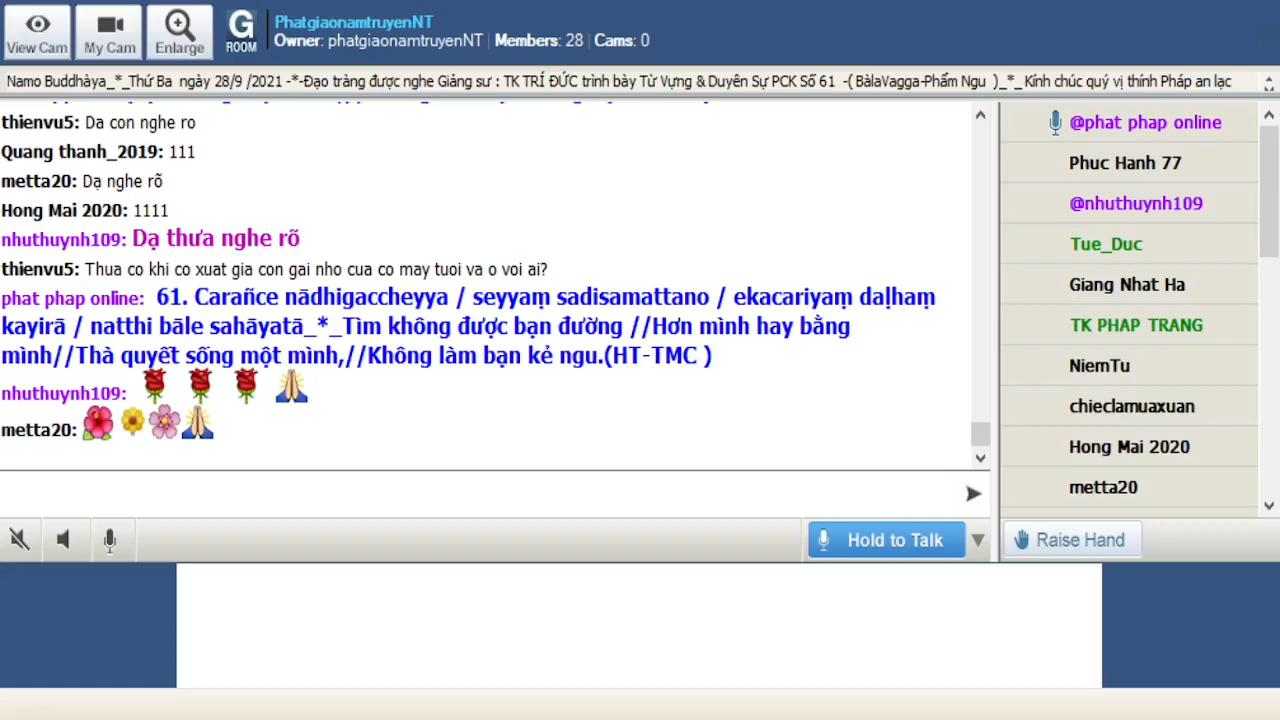 View Cam
My Cam
Enlarge
G
ROOM
PhatgiaonamtruyenNT
Owner: phatgiaonamtruyenNT | Members: 28 | Cams: 0
Namo Buddhàya_*_Thứ Ba ngày 28/9 /2021 -*-Đạo tràng được nghe Giảng sư : TK TRÍ ĐỨC trình bày Từ Vựng & Duyên Sự PCK Số 61 -( BàlaVagga-Phẩm Ngu )_*_ Kính chúc quý vị thính Pháp an lạc
thienvu5: Da con nghe ro
Quang thanh_2019: 111
metta20: Dạ nghe rõ
Hong Mai 2020: 1111
nhuthuynh109: Dạ thưa nghe rõ
thienvu5: Thua co khi co xuat gia con gai nho cua co may tuoi va o voi ai?
phat phap online: 61. Carañce nādhigaccheyya / seyyaṃ sadisamattano / ekacariyaṃ daḷhaṃ
kayirā / natthi bāle sahāyatā_*_Tìm không được bạn đường //Hơn mình hay bằng
mình//Thà quyết sống một mình,//Không làm bạn kẻ ngu.(HT-TMC )
nhuthuynh109:
metta20:
@phat phap online
Phuc Hanh 77
@nhuthuynh109
Tue_Duc
Giang Nhat Ha
TK PHAP TRANG
NiemTu
chieclamuaxuan
Hong Mai 2020
metta20
Hold to Talk
Raise Hand